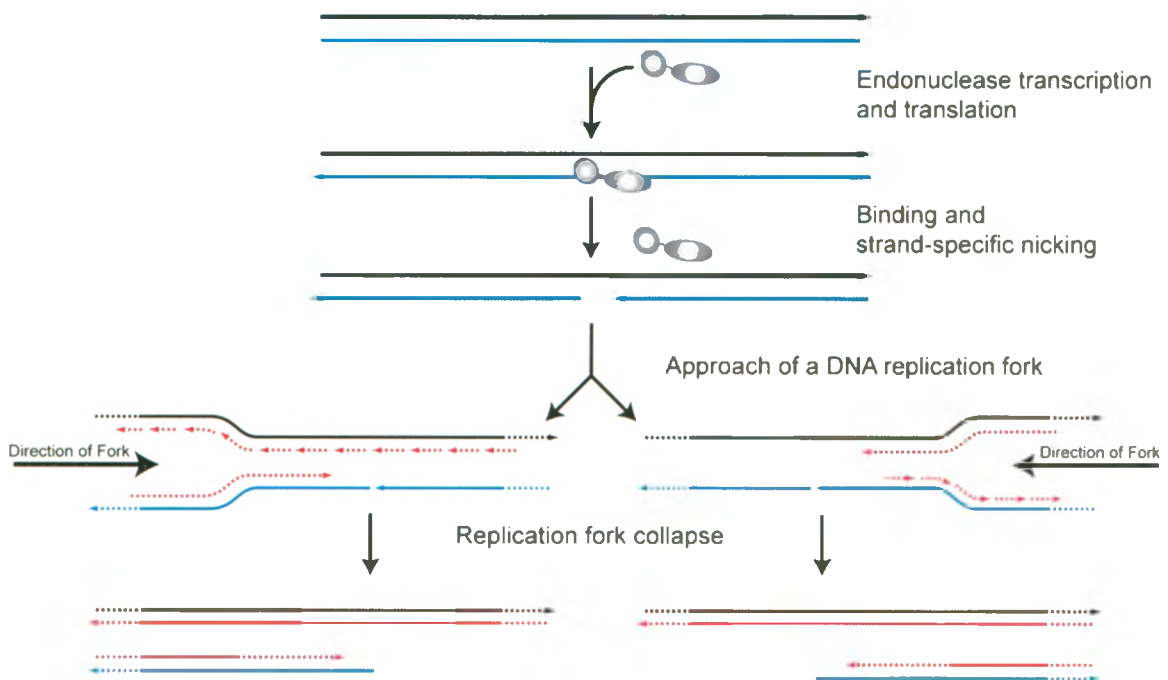 Endonuclease transcription
and translation
Binding and
strand-specific nicking
Approach of a DNA replication fork
Direction of Fork
Direction of Fork
Replication fork collapse